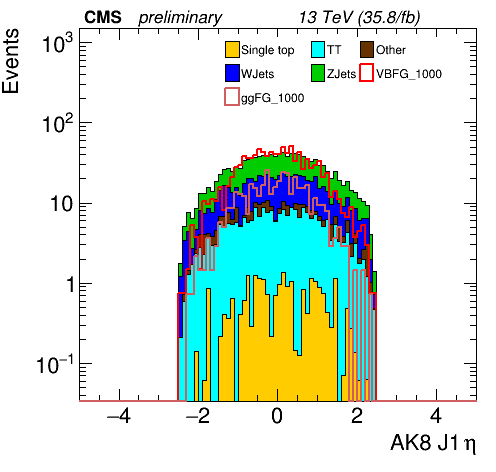 CMS preliminary 13 TeV (35.8/fb)
Events
Single top TT Other
WJets ZJets VBFG_1000
ggFG_1000
10³
10²
10
1
10⁻¹
−4 −2 0 2 4
AK8 J1 η